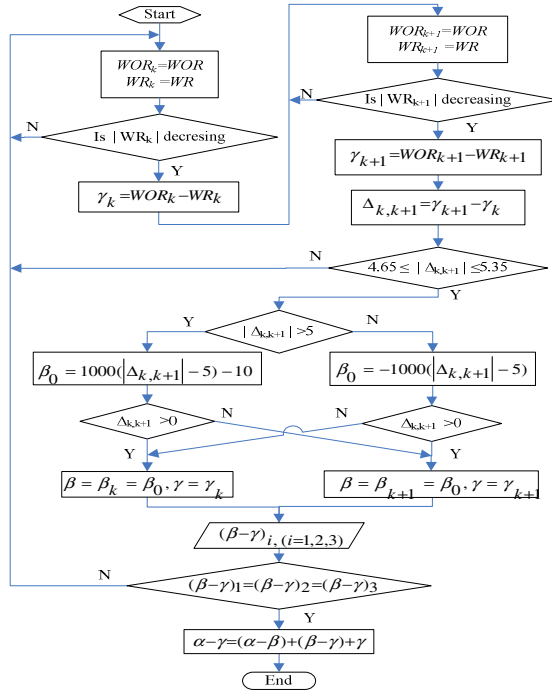 Start
WORₖ=WOR
WRₖ =WR
Is | WRₖ| decresing
N
Y
γₖ =WORₖ−WRₖ
WORₖ₊₁=WOR
WRₖ₊₁ =WR
Is | WRₖ₊₁| decreasing
N
Y
γₖ₊₁=WORₖ₊₁−WRₖ₊₁
Δₖ,ₖ₊₁=γₖ₊₁−γₖ
N
4.65 ≤ | Δₖ,ₖ₊₁| ≤5.35
Y
Y
| Δₖ,ₖ₊₁| >5
N
β₀ = 1000(|Δₖ,ₖ₊₁| − 5) − 10
β₀ = −1000(|Δₖ,ₖ₊₁| − 5)
Δₖ,ₖ₊₁ >0
N
N
Δₖ,ₖ₊₁ >0
Y
Y
β = βₖ = β₀, γ = γₖ
β = βₖ₊₁ = β₀, γ = γₖ₊₁
(β−γ)ᵢ, (i=1,2,3)
N
(β−γ)₁=(β−γ)₂=(β−γ)₃
Y
α−γ=(α−β)+(β−γ)+γ
End